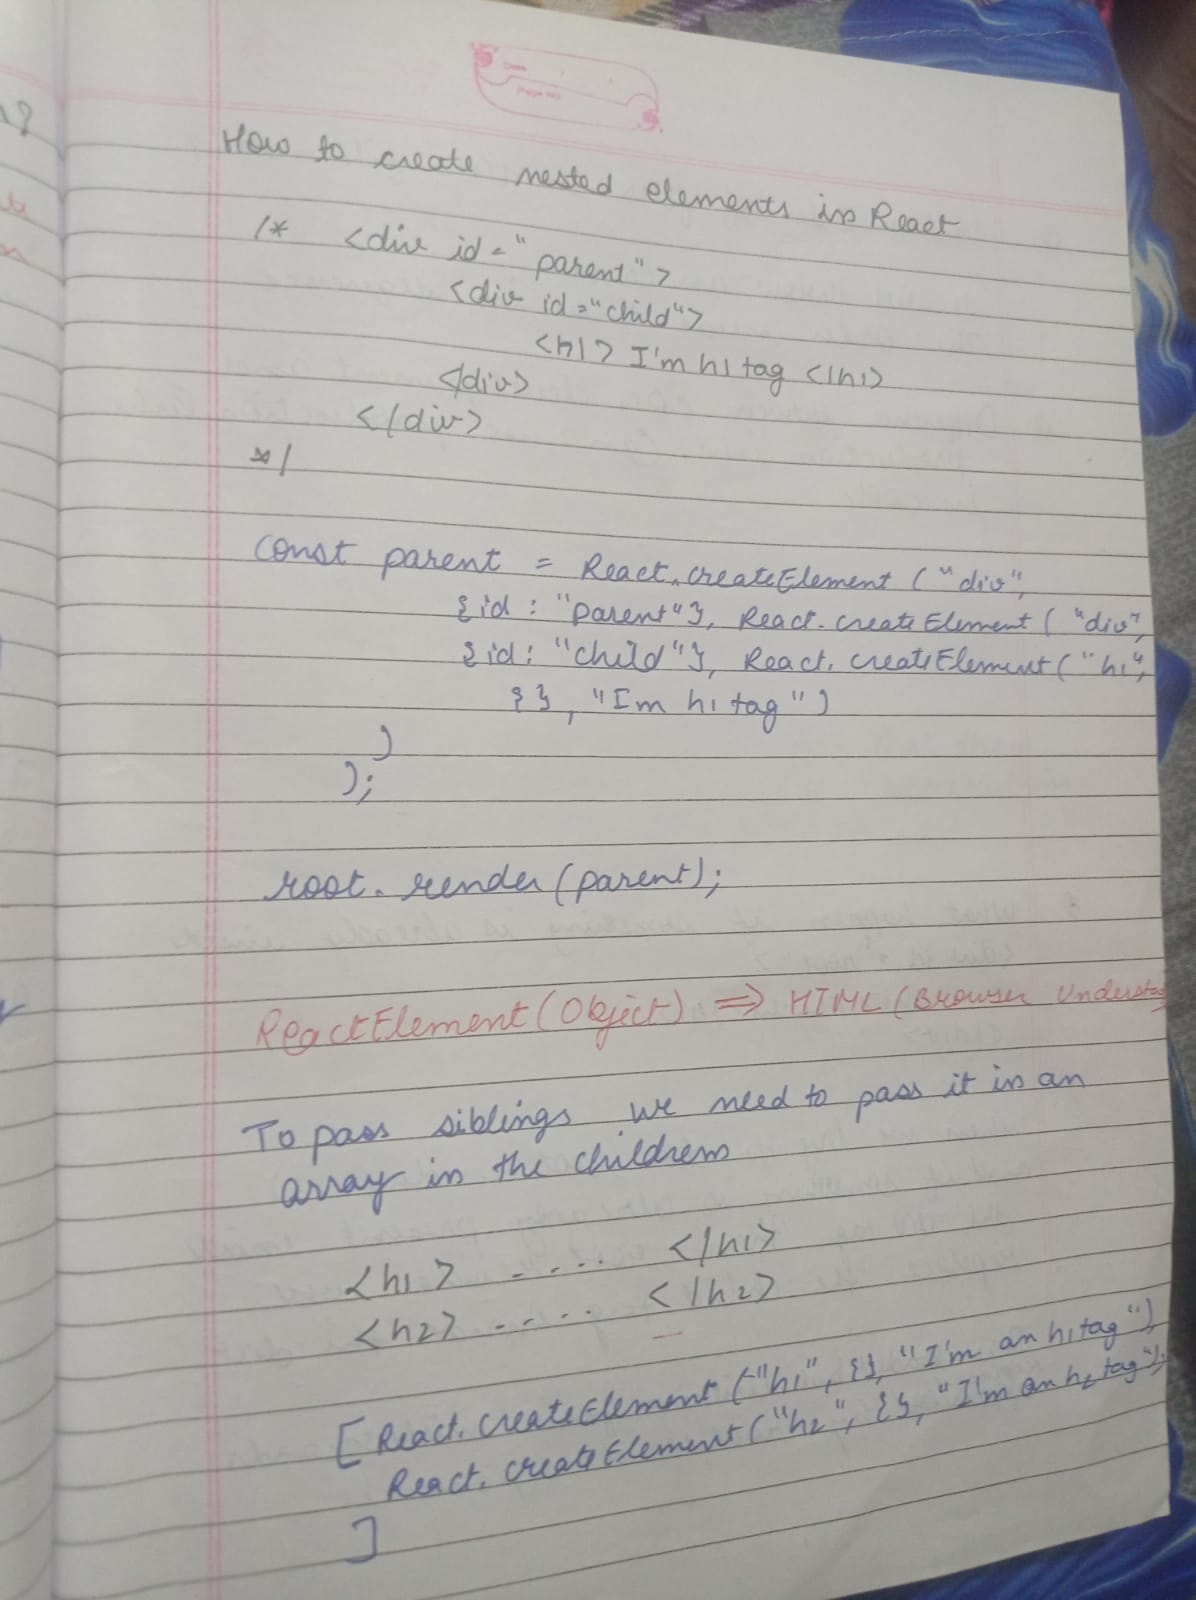 How to create nested elements in React
/* <div id="parent">
<div id="child">
<h1> I'm h1 tag </h1>
</div>
</div>
*/
const parent = React.createElement("div",
{id: "parent"}, React.createElement("div",
{id: "child"}, React.createElement("h1",
{}, "I'm h1 tag")
)
);
root.render(parent);
ReactElement(Object) => HTML (Browser Understa
To pass siblings we need to pass it in an
array in the childrens
<h1> .... </h1>
<h2> .... </h2>
[ React.createElement("h1", {}, "I'm an h1 tag"),
React.createElement("h2", {}, "I'm an h2 tag"),
]